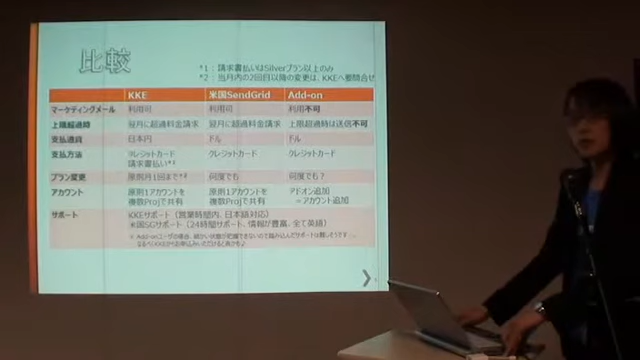 比較
*1：請求書払いはSilverプラン以上のみ
*2：当月内の2回目以降の変更は、KKEへ要問合せ
KKE 米国SendGrid Add-on
マーケティングメール 利用可 利用可 利用不可
上限超過時 翌月に超過料金請求 翌月に超過料金請求 上限超過時は送信不可
支払通貨 日本円 ドル ドル
支払方法 クレジットカード クレジットカード クレジットカード
請求書払い*1
プラン変更 原則月1回まで*2 何度でも 何度でも？
アカウント 原則1アカウントを 原則1アカウントを アドオン追加
複数Projで共有 複数Projで共有 ＝アカウント追加
サポート KKEサポート（営業時間内、日本語対応）
米国SGサポート（24時間サポート、情報が豊富、全て英語）